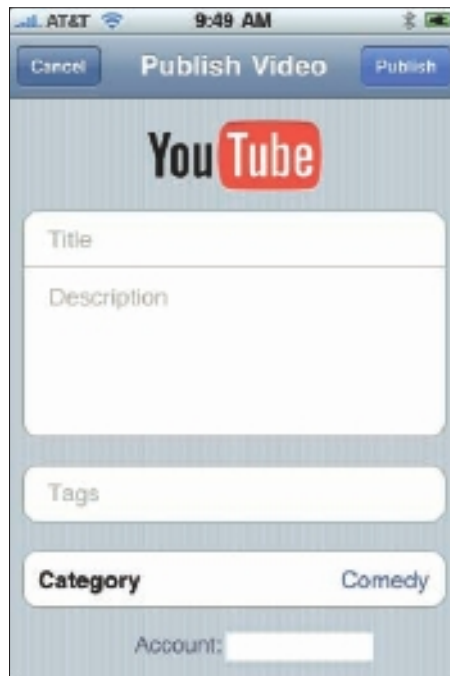 AT&T 9:49 AM
Cancel Publish Video Publish
YouTube
Title
Description
Tags
Category Comedy
Account: